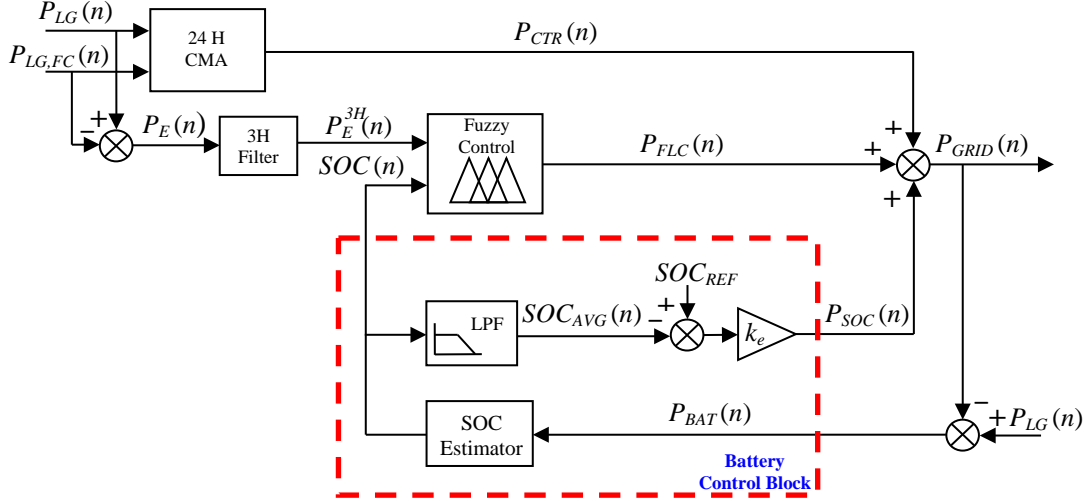 P_LG(n)
P_LG,FC(n)
24 H
CMA
P_CTR(n)
+
−
P_E(n)
3H
Filter
P_E^3H(n)
SOC(n)
Fuzzy
Control
P_FLC(n)
+
+
+
P_GRID(n)
SOC_REF
LPF
SOC_AVG(n)
+
−
k_e
P_SOC(n)
SOC
Estimator
P_BAT(n)
−
+
P_LG(n)
Battery
Control Block